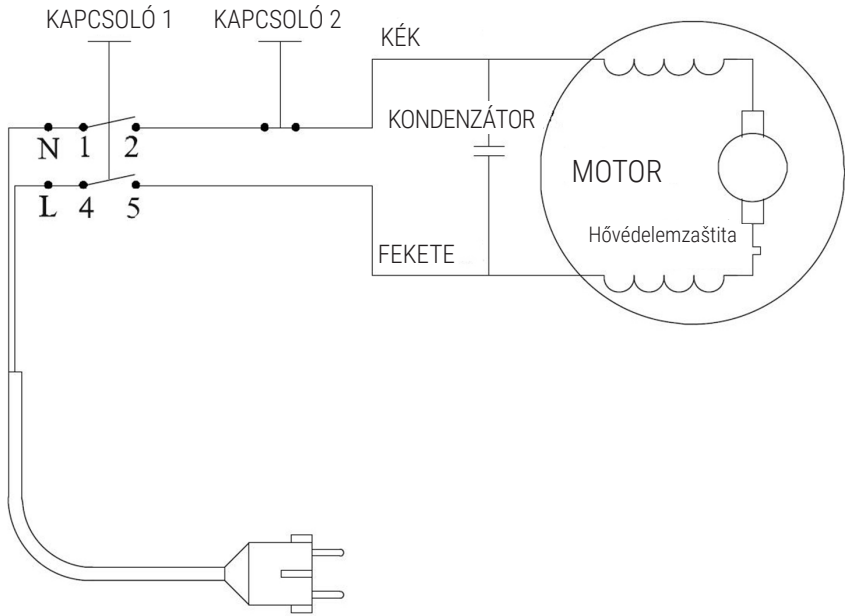 KAPCSOLÓ 1
KAPCSOLÓ 2
KÉK
KONDENZÁTOR
N 1 2
MOTOR
L 4 5
Hővédelemzaštita
FEKETE